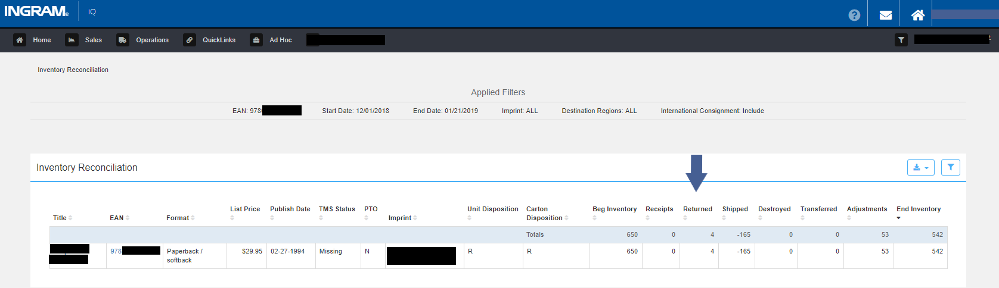 INGRAM® iQ
Home Sales Operations QuickLinks Ad Hoc
Inventory Reconciliation
Applied Filters
EAN: 978 Start Date: 12/01/2018 End Date: 01/21/2019 Imprint: ALL Destination Regions: ALL International Consignment: Include
Inventory Reconciliation
Title EAN Format List Price Publish Date TMS Status PTO Imprint Unit Disposition Carton Disposition Beg Inventory Receipts Returned Shipped Destroyed Transferred Adjustments End Inventory
Totals 650 0 4 -165 0 0 53 542
978 Paperback / softback $29.95 02-27-1994 Missing N R R 650 0 4 -165 0 0 53 542